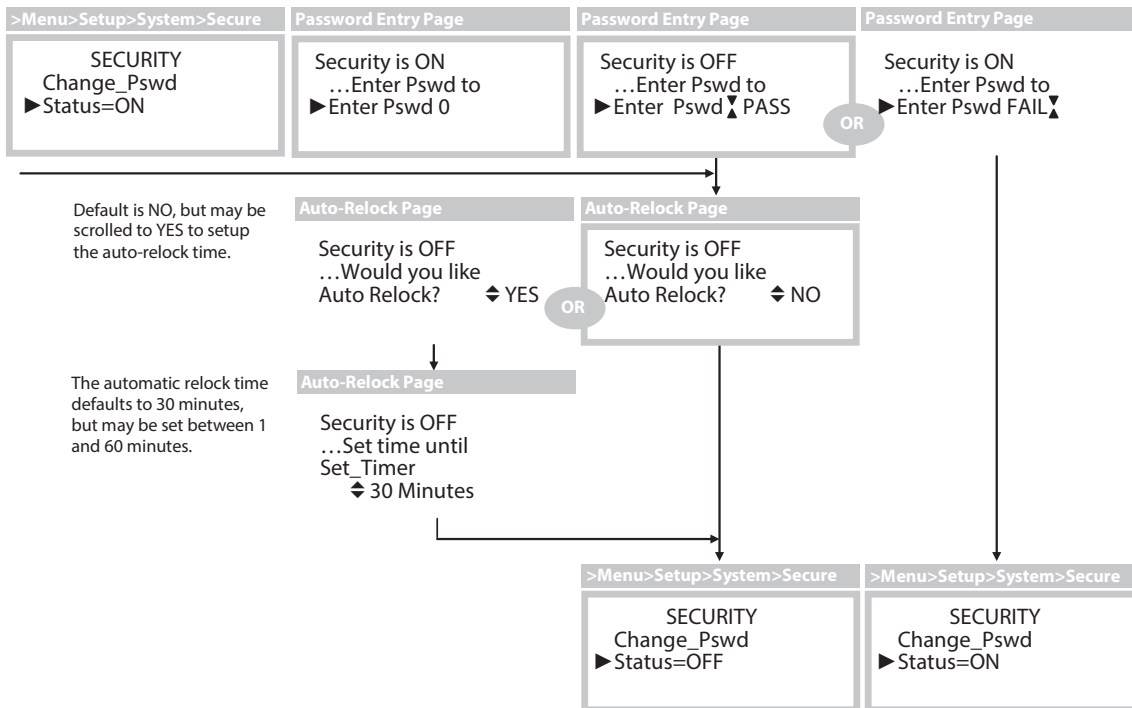 >Menu>Setup>System>Secure
SECURITY
Change_Pswd
▶Status=ON
Password Entry Page
Security is ON
…Enter Pswd to
▶Enter Pswd 0
Password Entry Page
Security is OFF
…Enter Pswd to
▶Enter Pswd PASS
OR
Password Entry Page
Security is ON
…Enter Pswd to
▶Enter Pswd FAIL
Default is NO, but may be
scrolled to YES to setup
the auto-relock time.
Auto-Relock Page
Security is OFF
…Would you like
Auto Relock? YES
OR
Auto-Relock Page
Security is OFF
…Would you like
Auto Relock? NO
The automatic relock time
defaults to 30 minutes,
but may be set between 1
and 60 minutes.
Auto-Relock Page
Security is OFF
…Set time until
Set_Timer
30 Minutes
>Menu>Setup>System>Secure
SECURITY
Change_Pswd
▶Status=OFF
>Menu>Setup>System>Secure
SECURITY
Change_Pswd
▶Status=ON